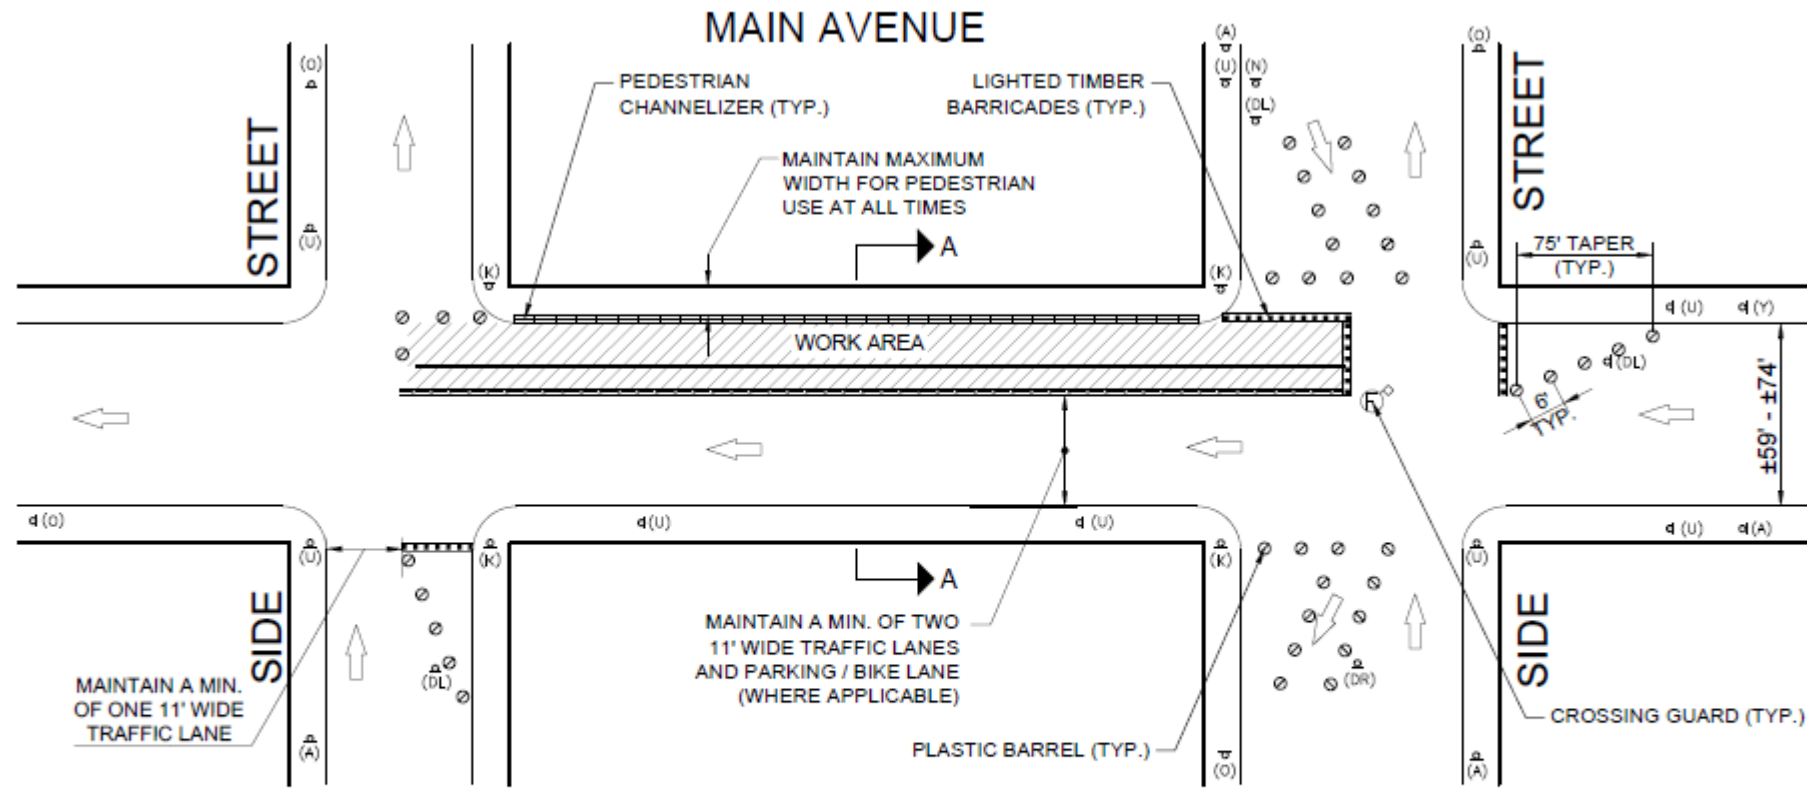 MAIN AVENUE
(O)
(A)
(O)
(U) (N)
PEDESTRIAN
CHANNELIZER (TYP.)
LIGHTED TIMBER
BARRICADES (TYP.)
(DL)
STREET
STREET
MAINTAIN MAXIMUM
WIDTH FOR PEDESTRIAN
USE AT ALL TIMES
(U)
A
(U)
75' TAPER
(TYP.)
(K)
(K)
(U)
(Y)
WORK AREA
(DL)
6'
TYP.
F
±59' - ±74'
(O)
(U)
(U)
(U)
(A)
(U)
(K)
(K)
(U)
A
SIDE
SIDE
MAINTAIN A MIN. OF TWO
11' WIDE TRAFFIC LANES
AND PARKING / BIKE LANE
(WHERE APPLICABLE)
(DL)
(DR)
MAINTAIN A MIN.
OF ONE 11' WIDE
TRAFFIC LANE
CROSSING GUARD (TYP.)
(A)
PLASTIC BARREL (TYP.)
(O)
(A)